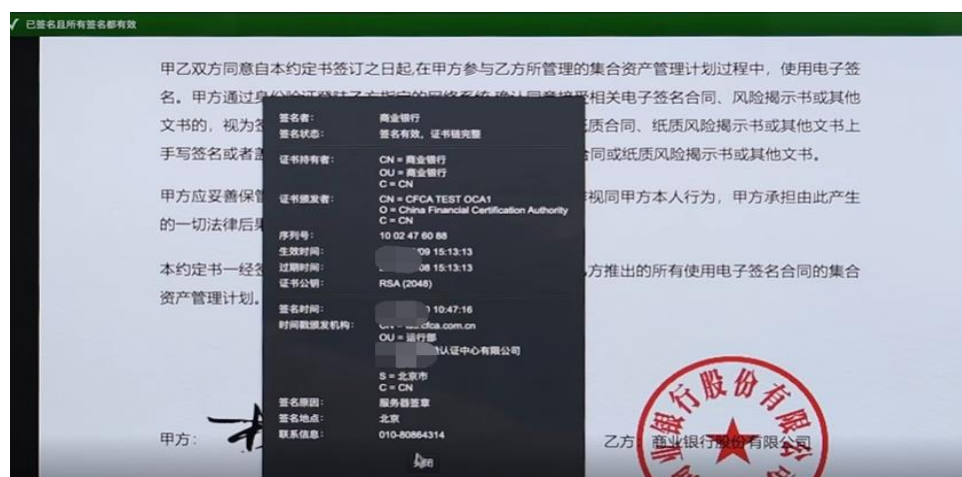 已签名且所有签名都有效
甲乙双方同意自本约定书签订之日起,在甲方参与乙方所管理的集合资产管理计划过程中，使用电子签
名。甲方通过身份验证登陆乙方指定的网络系统,确认同意接受相关电子签名合同、风险揭示书或其他
文书的，视为签 质合同、纸质风险揭示书或其他文书上
手写签名或者盖 合同或纸质风险揭示书或其他文书。
甲方应妥善保管 视同甲方本人行为，甲方承担由此产生
的一切法律后果
本约定书一经签 方推出的所有使用电子签名合同的集合
资产管理计划。
签名者： 商业银行
签名状态： 签名有效，证书链完整
证书持有者： CN = 商业银行
OU = 商业银行
C = CN
证书颁发者： CN = CFCA TEST OCA1
O = China Financial Certification Authority
C = CN
序列号： 10 02 47 60 88
生效时间： /09 15:13:13
过期时间： 08 15:13:13
证书公钥： RSA (2048)
签名时间： 10:47:16
时间戳颁发机构： cfca.com.cn
OU = 运行部
认证中心有限公司
S = 北京市
C = CN
签名原因： 服务器签章
签名地点： 北京
联系信息： 010-80864314
关闭
甲方：
乙方：商业银行股份有限公司
业银行股份有限公